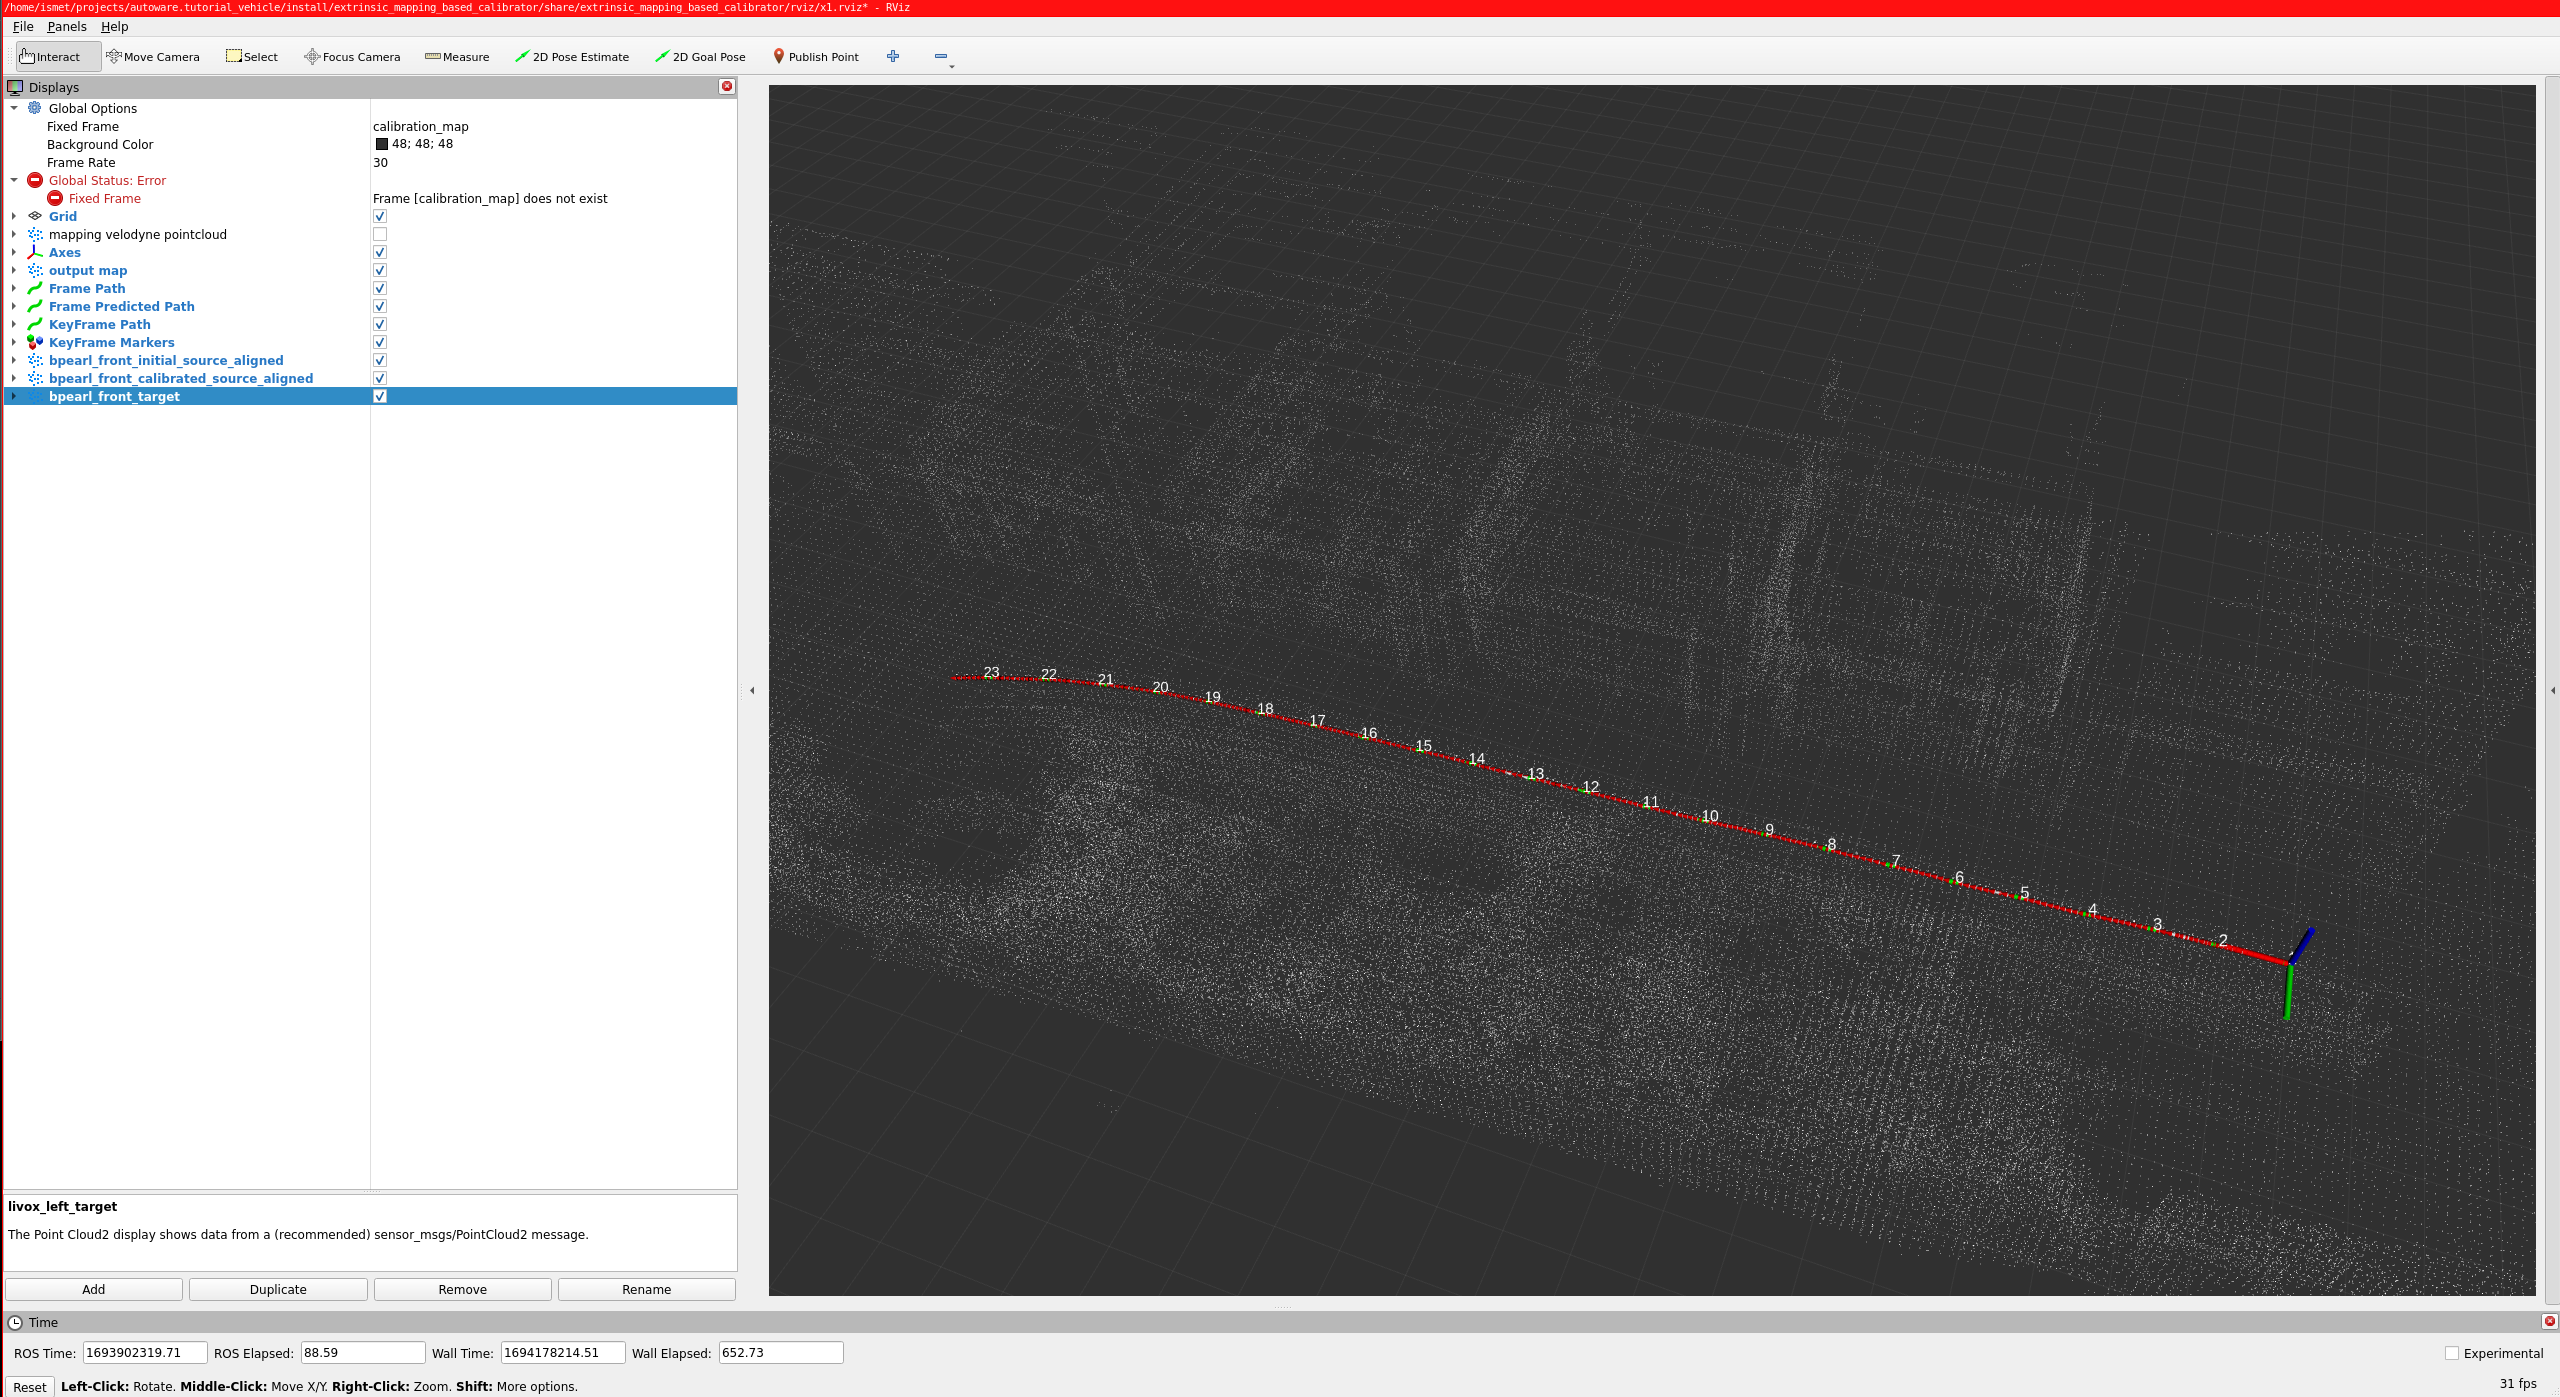 /home/ismet/projects/autoware.tutorial_vehicle/install/extrinsic_mapping_based_calibrator/share/extrinsic_mapping_based_calibrator/rviz/x1.rviz* - RViz
File Panels Help
Interact Move Camera Select Focus Camera Measure 2D Pose Estimate 2D Goal Pose Publish Point
Displays
Global Options
Fixed Frame calibration_map
Background Color 48; 48; 48
Frame Rate 30
Global Status: Error
Fixed Frame Frame [calibration_map] does not exist
Grid
mapping velodyne pointcloud
Axes
output map
Frame Path
Frame Predicted Path
KeyFrame Path
KeyFrame Markers
bpearl_front_initial_source_aligned
bpearl_front_calibrated_source_aligned
bpearl_front_target
23 22 21 20 19 18 17 16 15 14 13 12 11 10 9 8 7 6 5 4 3 2
livox_left_target
The Point Cloud2 display shows data from a (recommended) sensor_msgs/PointCloud2 message.
Add Duplicate Remove Rename
Time
ROS Time: 1693902319.71 ROS Elapsed: 88.59 Wall Time: 1694178214.51 Wall Elapsed: 652.73 Experimental
Reset Left-Click: Rotate. Middle-Click: Move X/Y. Right-Click: Zoom. Shift: More options. 31 fps